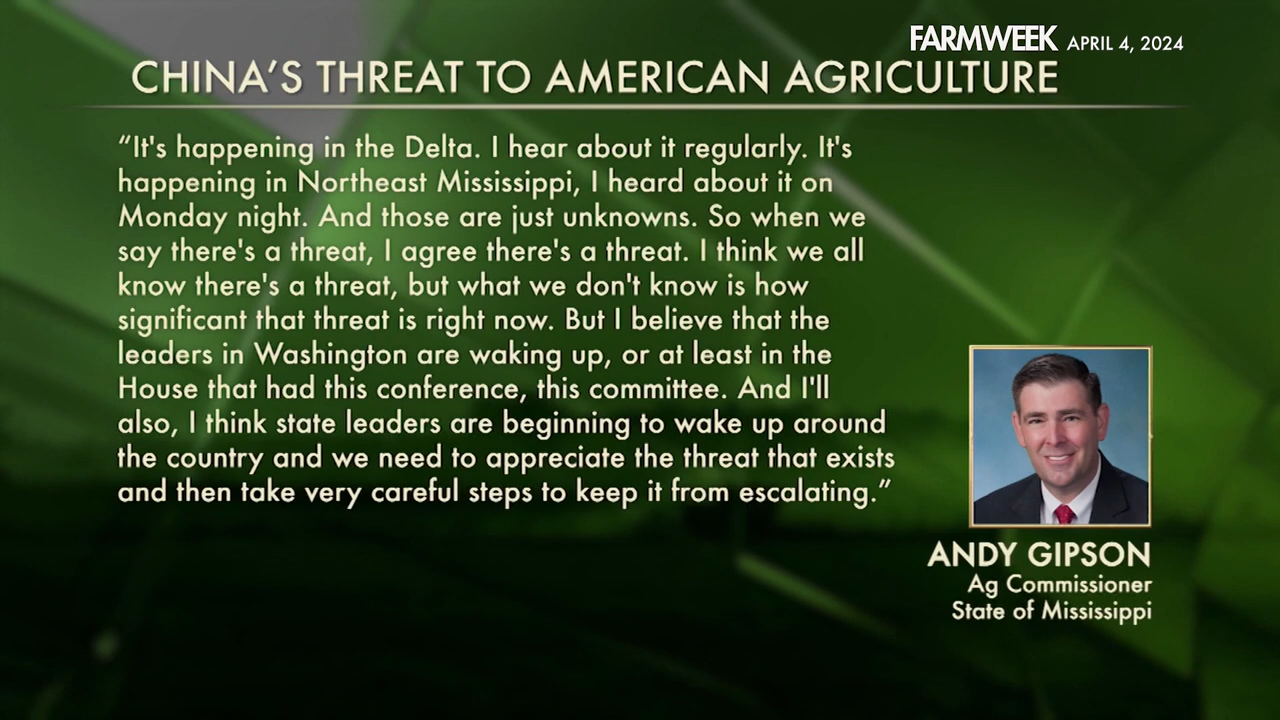 FARMWEEK APRIL 4, 2024
CHINA'S THREAT TO AMERICAN AGRICULTURE
“It's happening in the Delta. I hear about it regularly. It's
happening in Northeast Mississippi, I heard about it on
Monday night. And those are just unknowns. So when we
say there's a threat, I agree there's a threat. I think we all
know there's a threat, but what we don't know is how
significant that threat is right now. But I believe that the
leaders in Washington are waking up, or at least in the
House that had this conference, this committee. And I'll
also, I think state leaders are beginning to wake up around
the country and we need to appreciate the threat that exists
and then take very careful steps to keep it from escalating.”
ANDY GIPSON
Ag Commissioner
State of Mississippi